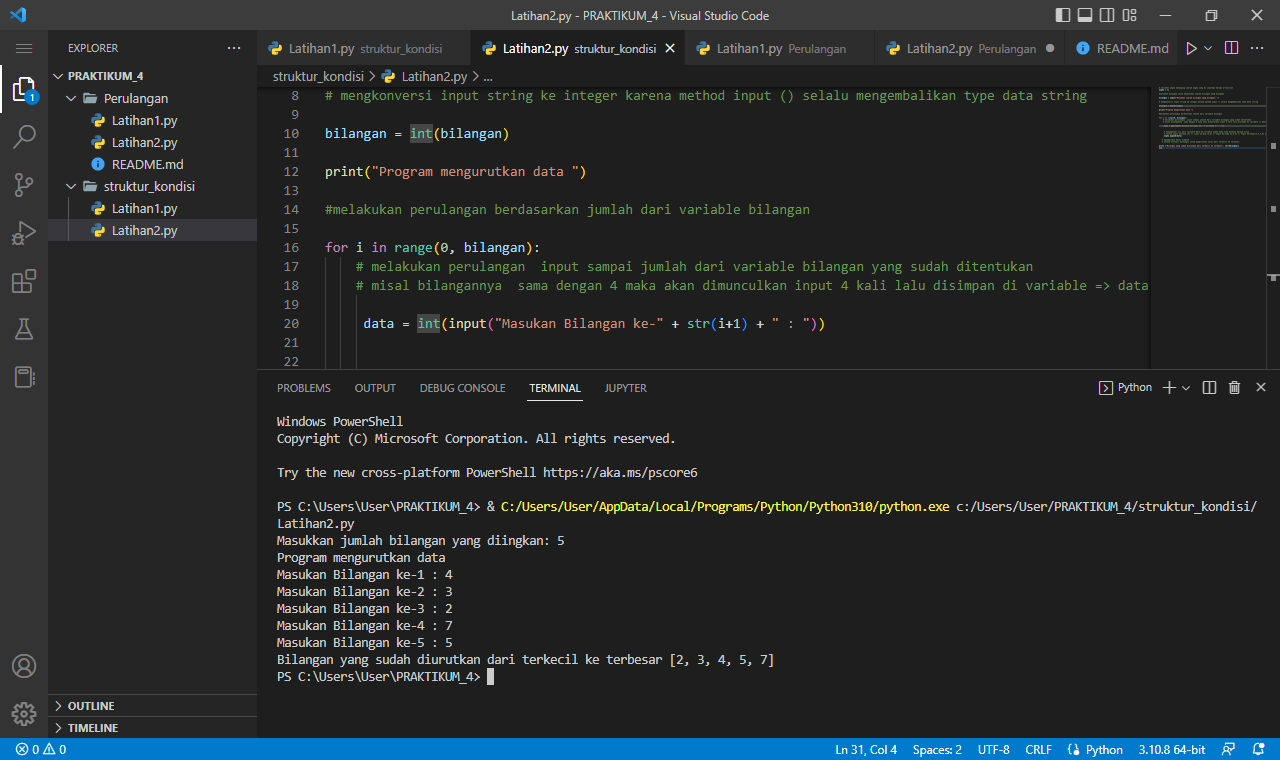 Latihan2.py - PRAKTIKUM_4 - Visual Studio Code
EXPLORER
PRAKTIKUM_4
Perulangan
Latihan1.py
Latihan2.py
README.md
struktur_kondisi
Latihan1.py
Latihan2.py
OUTLINE
TIMELINE
1
Latihan1.py struktur_kondisi
Latihan2.py struktur_kondisi
Latihan1.py Perulangan
Latihan2.py Perulangan
README.md
struktur_kondisi > Latihan2.py > ...
8 # mengkonversi input string ke integer karena method input () selalu mengembalikan type data string
9
10 bilangan = int(bilangan)
11
12 print("Program mengurutkan data ")
13
14 #melakukan perulangan berdasarkan jumlah dari variable bilangan
15
16 for i in range(0, bilangan):
17 # melakukan perulangan  input sampai jumlah dari variable bilangan yang sudah ditentukan
18 # misal bilangannya  sama dengan 4 maka akan dimunculkan input 4 kali lalu disimpan di variable => data
19
20 data = int(input("Masukan Bilangan ke-" + str(i+1) + " : "))
21
22
PROBLEMS OUTPUT DEBUG CONSOLE TERMINAL JUPYTER
Python
Windows PowerShell
Copyright (C) Microsoft Corporation. All rights reserved.
Try the new cross-platform PowerShell https://aka.ms/pscore6
PS C:\Users\User\PRAKTIKUM_4> & C:/Users/User/AppData/Local/Programs/Python/Python310/python.exe c:/Users/User/PRAKTIKUM_4/struktur_kondisi/
Latihan2.py
Masukkan jumlah bilangan yang diingkan: 5
Program mengurutkan data
Masukan Bilangan ke-1 : 4
Masukan Bilangan ke-2 : 3
Masukan Bilangan ke-3 : 2
Masukan Bilangan ke-4 : 7
Masukan Bilangan ke-5 : 5
Bilangan yang sudah diurutkan dari terkecil ke terbesar [2, 3, 4, 5, 7]
PS C:\Users\User\PRAKTIKUM_4>
0 0
Ln 31, Col 4 Spaces: 2 UTF-8 CRLF Python 3.10.8 64-bit